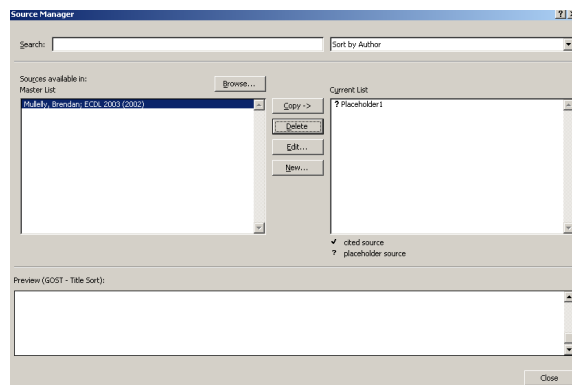 Source Manager
Search:
Sort by Author
Sources available in:
Master List
Browse...
Current List
Mullelly, Brendan; ECDL 2003 (2002)
Copy ->
Delete
Edit...
New...
? Placeholder1
✓ cited source
? placeholder source
Preview (GOST - Title Sort):
Close